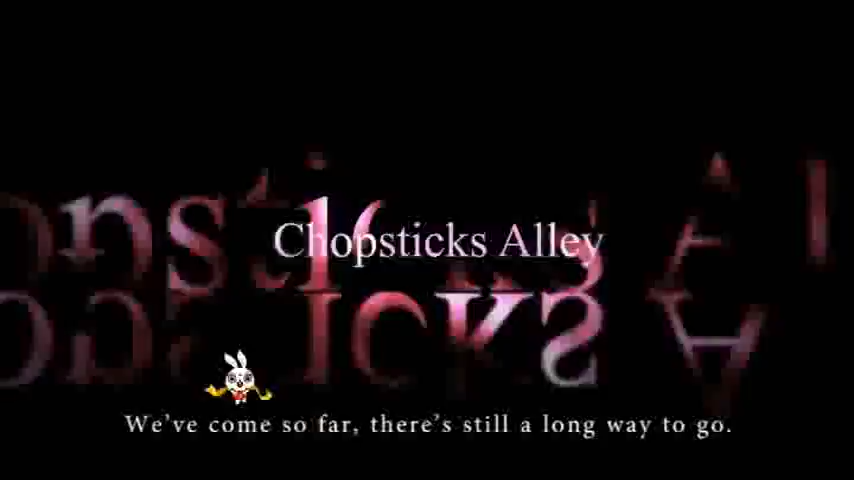 Chopsticks Alley
We've come so far, there's still a long way to go.